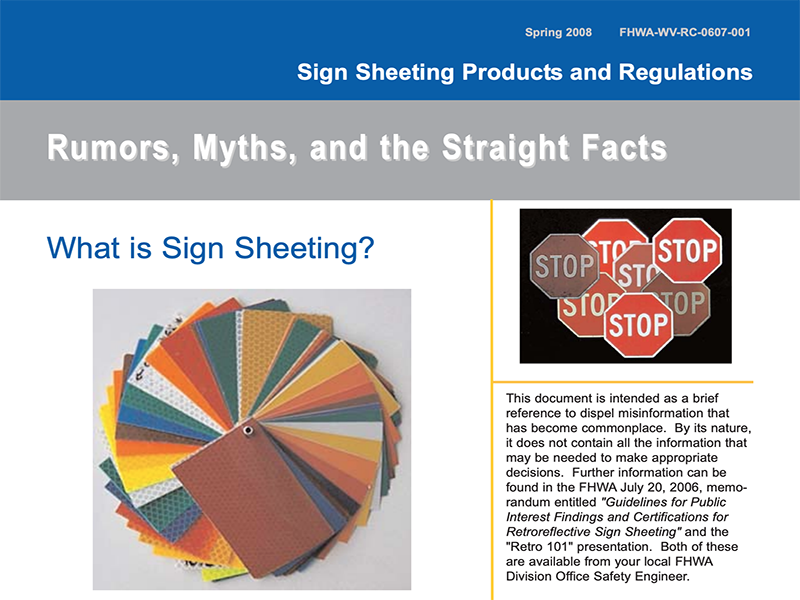 Spring 2008 FHWA-WV-RC-0607-001
Sign Sheeting Products and Regulations
Rumors, Myths, and the Straight Facts
What is Sign Sheeting?
STOP
STOP
STOP
STO
STOP
STOP
STOP
This document is intended as a brief
reference to dispel misinformation that
has become commonplace. By its nature,
it does not contain all the information that
may be needed to make appropriate
decisions. Further information can be
found in the FHWA July 20, 2006, memo-
randum entitled "Guidelines for Public
Interest Findings and Certifications for
Retroreflective Sign Sheeting" and the
"Retro 101" presentation. Both of these
are available from your local FHWA
Division Office Safety Engineer.